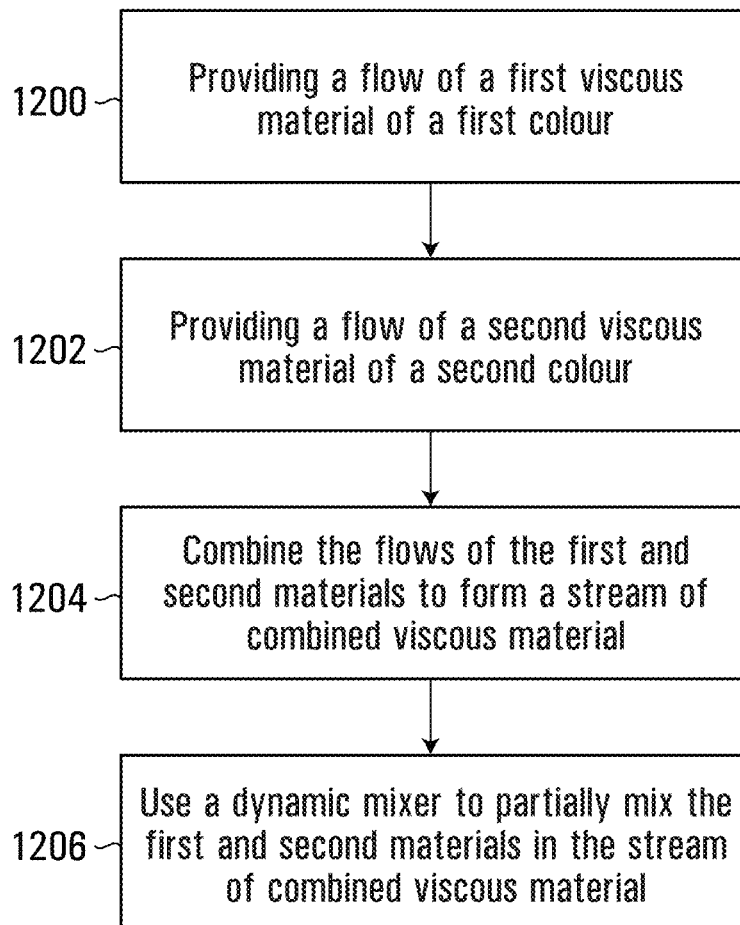 1200
Providing a flow of a first viscous
material of a first colour
1202
Providing a flow of a second viscous
material of a second colour
1204
Combine the flows of the first and
second materials to form a stream of
combined viscous material
1206
Use a dynamic mixer to partially mix the
first and second materials in the stream
of combined viscous material